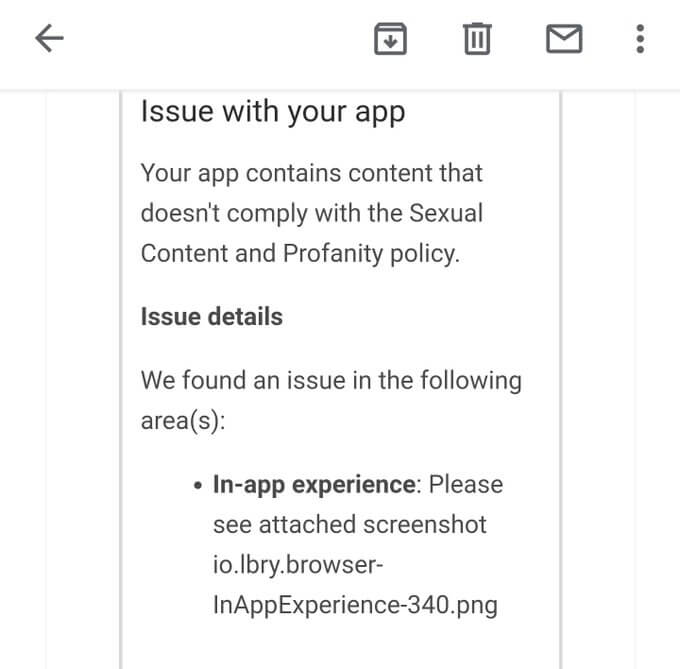 Issue with your app
Your app contains content that
doesn't comply with the Sexual
Content and Profanity policy.
Issue details
We found an issue in the following
area(s):
• In-app experience: Please
see attached screenshot
io.lbry.browser-
InAppExperience-340.png